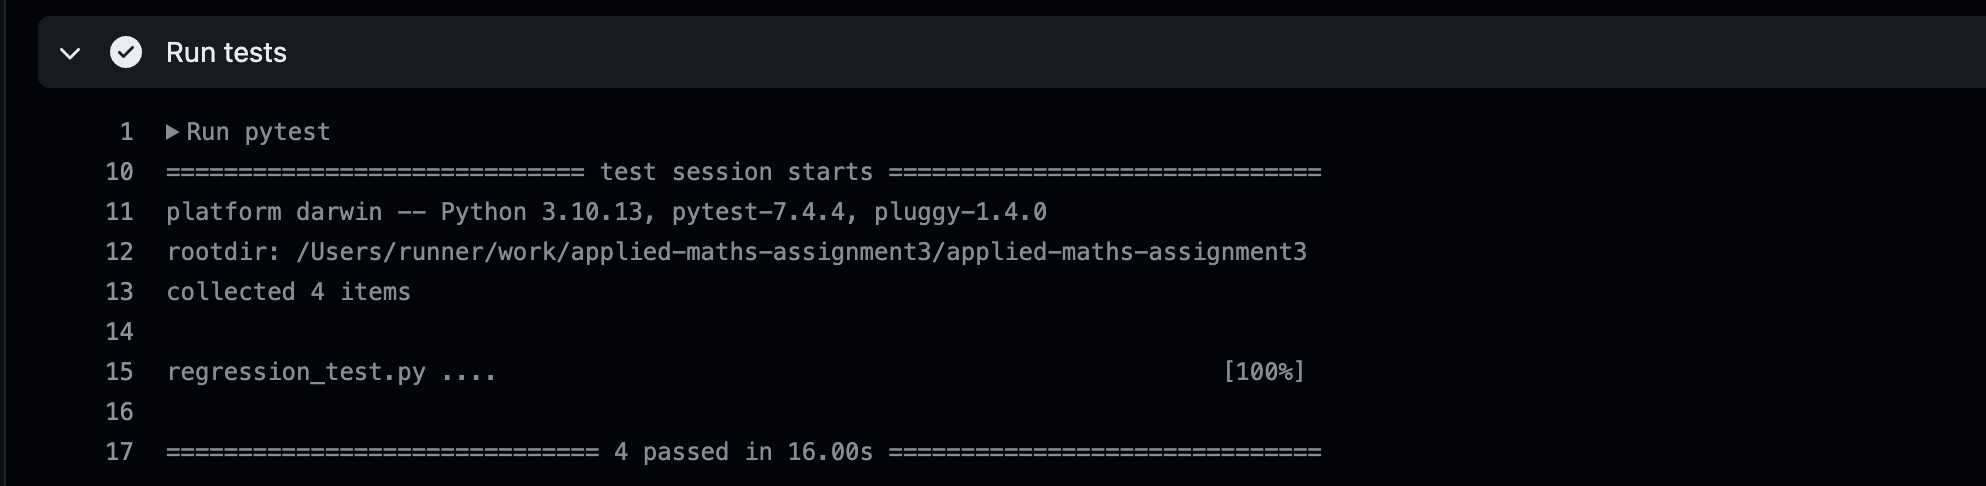 Run tests
1 Run pytest
10 ============================= test session starts ==============================
11 platform darwin -- Python 3.10.13, pytest-7.4.4, pluggy-1.4.0
12 rootdir: /Users/runner/work/applied-maths-assignment3/applied-maths-assignment3
13 collected 4 items
14
15 regression_test.py .... [100%]
16
17 ============================== 4 passed in 16.00s ==============================